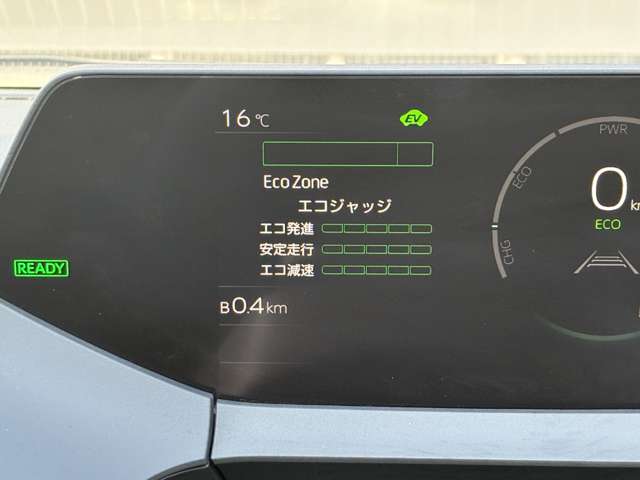 16℃
EV
PWR
Eco Zone
ECO
0 km
エコジャッジ
エコ発進
ECO
安定走行
CHG
エコ減速
READY
B0.4km